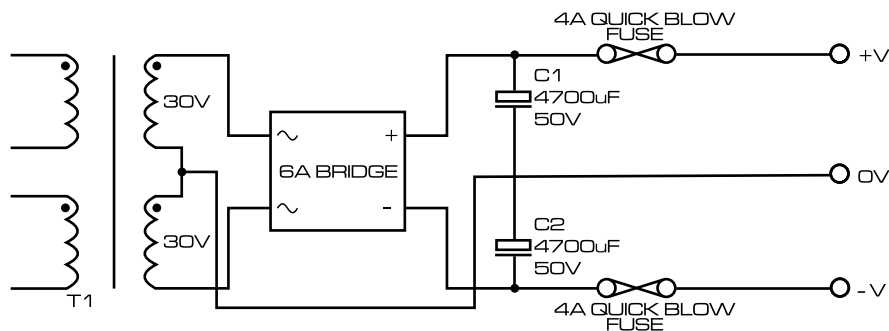 4A QUICK BLOW
FUSE
+V
C1
4700uF
50V
30V
+
6A BRIDGE
0V
-
C2
4700uF
50V
30V
-V
T1
4A QUICK BLOW
FUSE